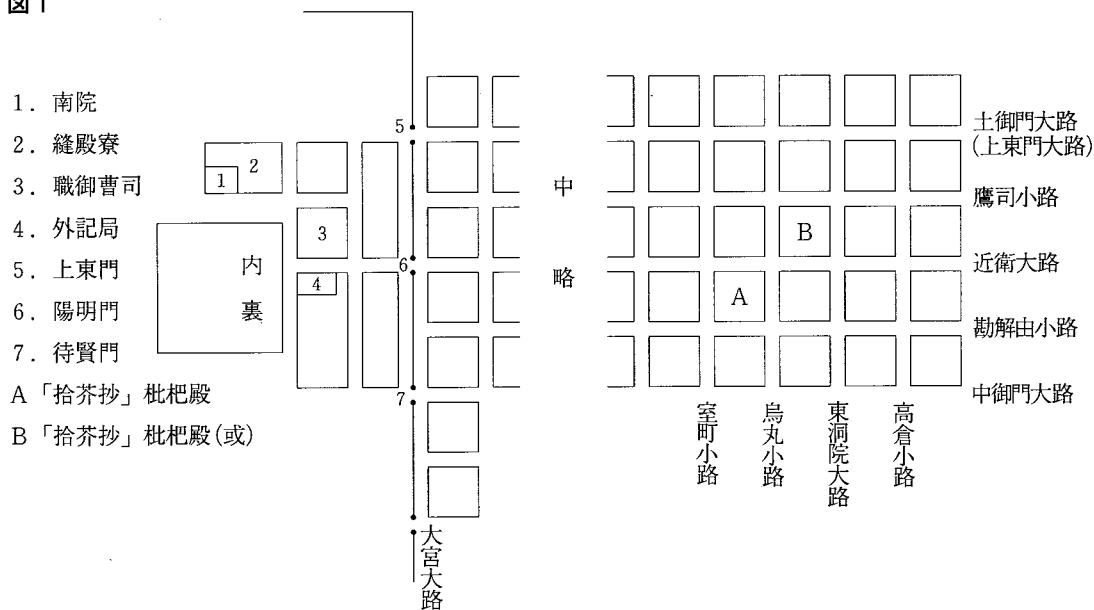 図1
1. 南院
2. 縫殿寮
3. 職御曹司
4. 外記局
5. 上東門
6. 陽明門
7. 待賢門
A「拾芥抄」枇杷殿
B「拾芥抄」枇杷殿(或)
1
2
3
4
5
6
7
内裏
中略
A
B
土御門大路
(上東門大路)
鷹司小路
近衛大路
勘解由小路
中御門大路
室町小路
烏丸小路
東洞院大路
高倉小路
大宮大路